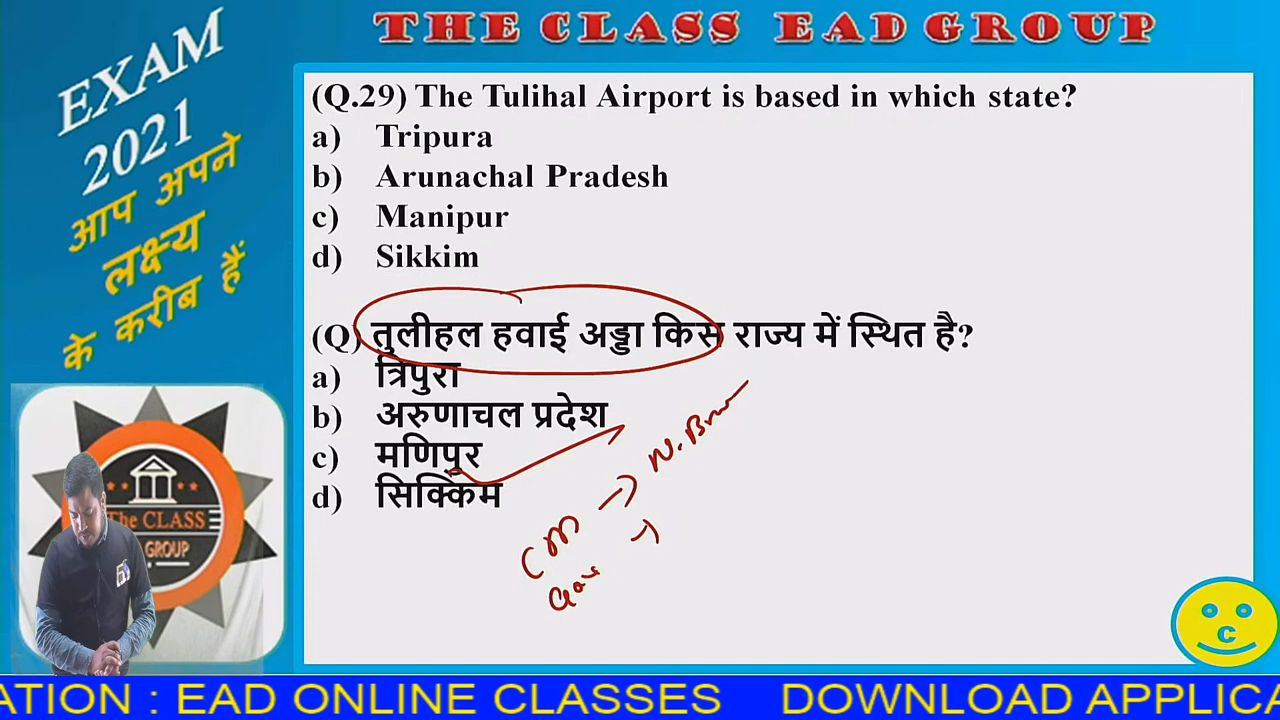 THE CLASS EAD GROUP
EXAM
2021
आप अपने
लक्ष्य
के करीब हैं
(Q.29) The Tulihal Airport is based in which state?
a) Tripura
b) Arunachal Pradesh
c) Manipur
d) Sikkim
(Q) तुलीहल हवाई अड्डा किस राज्य में स्थित है?
a) त्रिपुरा
b) अरुणाचल प्रदेश
c) मणिपुर
d) सिक्किम
CM → N.
The CLASS
GROUP
C
ATION : EAD ONLINE CLASSES DOWNLOAD APPLICA